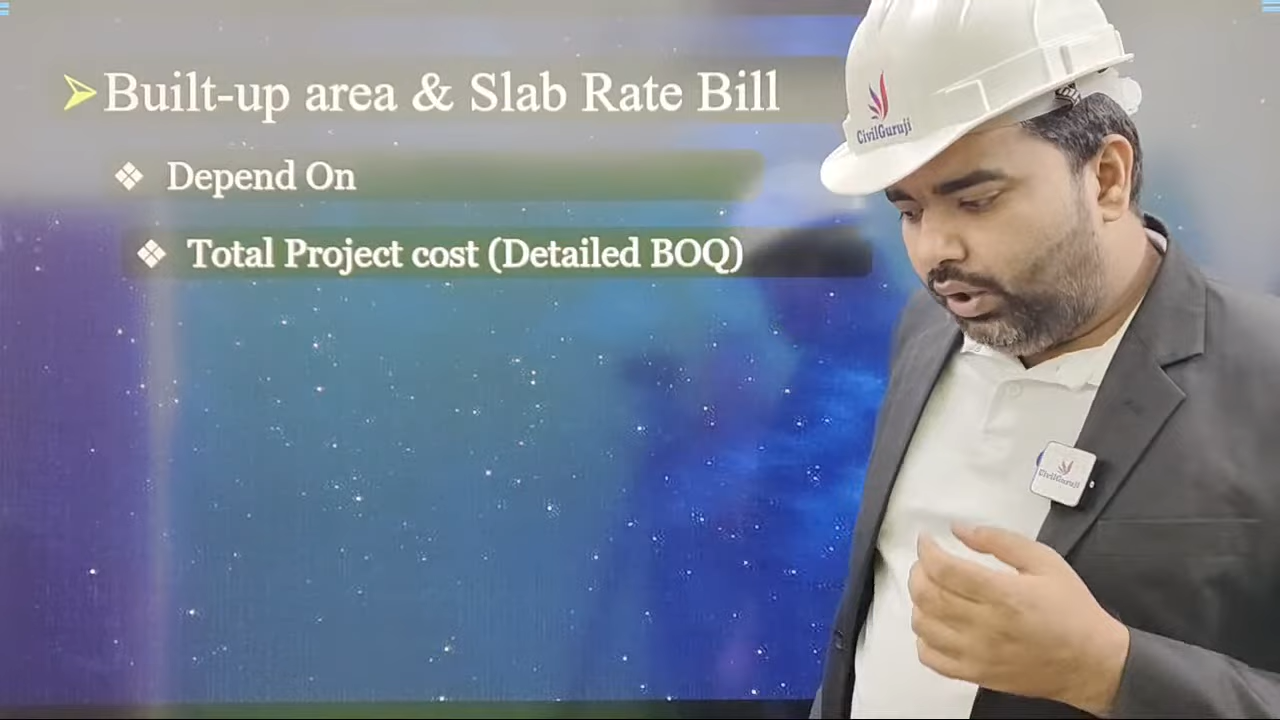 ➢Built-up area & Slab Rate Bill
❖ Depend On
❖ Total Project cost (Detailed BOQ)
CivilGuruji
CivilGuruji